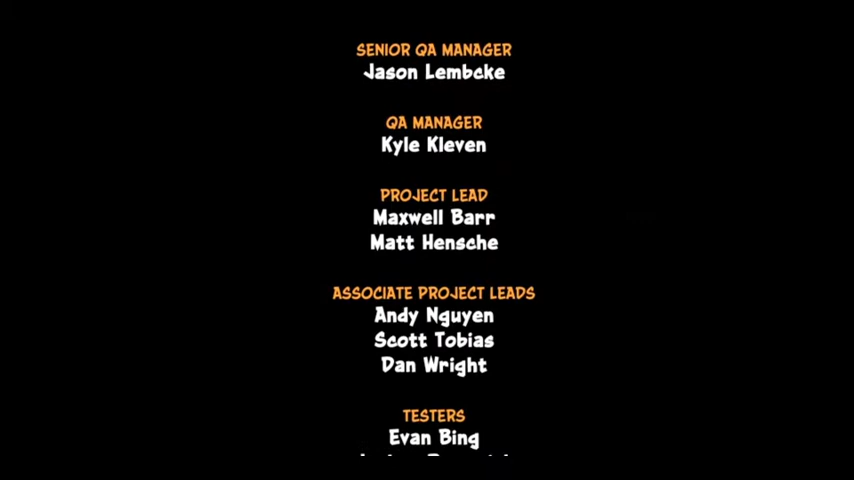 SENIOR QA MANAGER
Jason Lembcke
QA MANAGER
Kyle Kleven
PROJECT LEAD
Maxwell Barr
Matt Hensche
ASSOCIATE PROJECT LEADS
Andy Nguyen
Scott Tobias
Dan Wright
TESTERS
Evan Bing